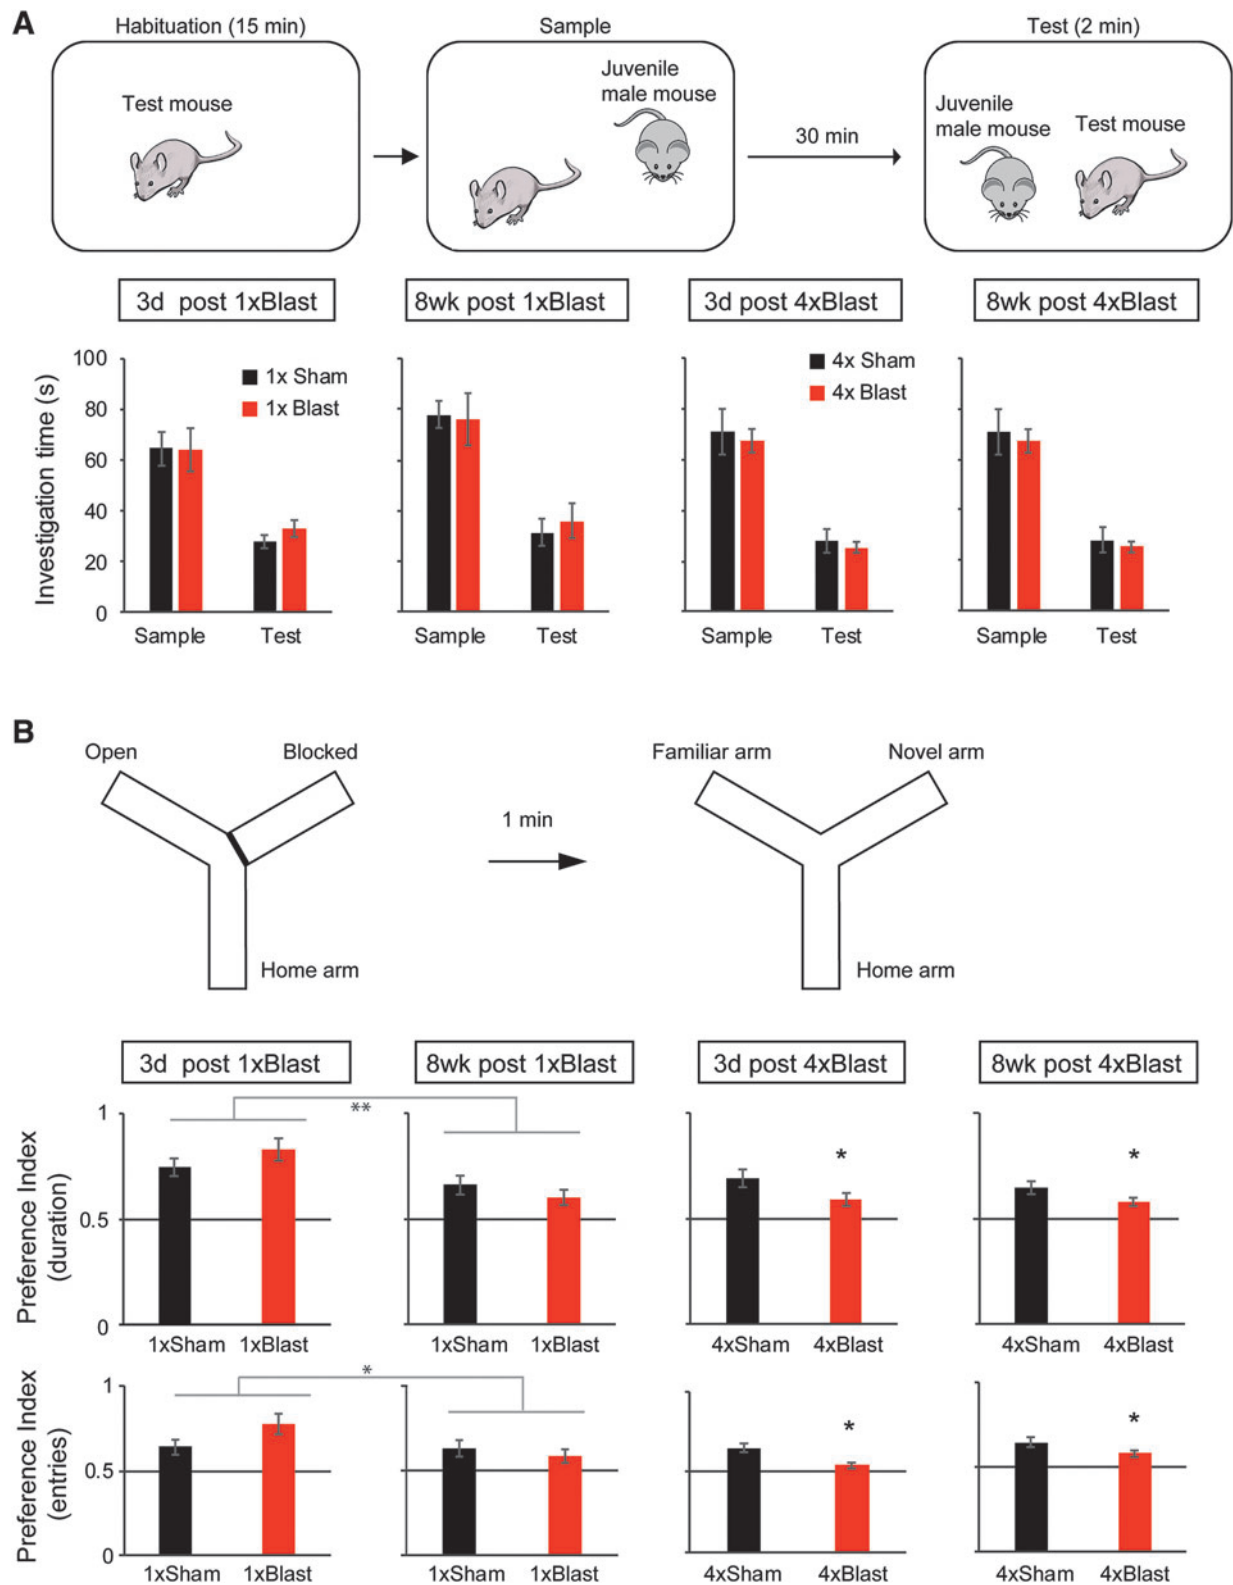 A
Habituation (15 min)
Sample
Test (2 min)
Test mouse
Juvenile
male mouse
30 min
Juvenile
male mouse
Test mouse
3d post 1xBlast
8wk post 1xBlast
3d post 4xBlast
8wk post 4xBlast
Investigation time (s)
100
80
60
40
20
0
1x Sham
1x Blast
4x Sham
4x Blast
Sample Test
Sample Test
Sample Test
Sample Test
B
Open
Blocked
Home arm
1 min
Familiar arm
Novel arm
Home arm
3d post 1xBlast
8wk post 1xBlast
3d post 4xBlast
8wk post 4xBlast
Preference Index
(duration)
1
0.5
0
**
*
*
1xSham 1xBlast
1xSham 1xBlast
4xSham 4xBlast
4xSham 4xBlast
Preference Index
(entries)
1
0.5
0
*
*
*
1xSham 1xBlast
1xSham 1xBlast
4xSham 4xBlast
4xSham 4xBlast